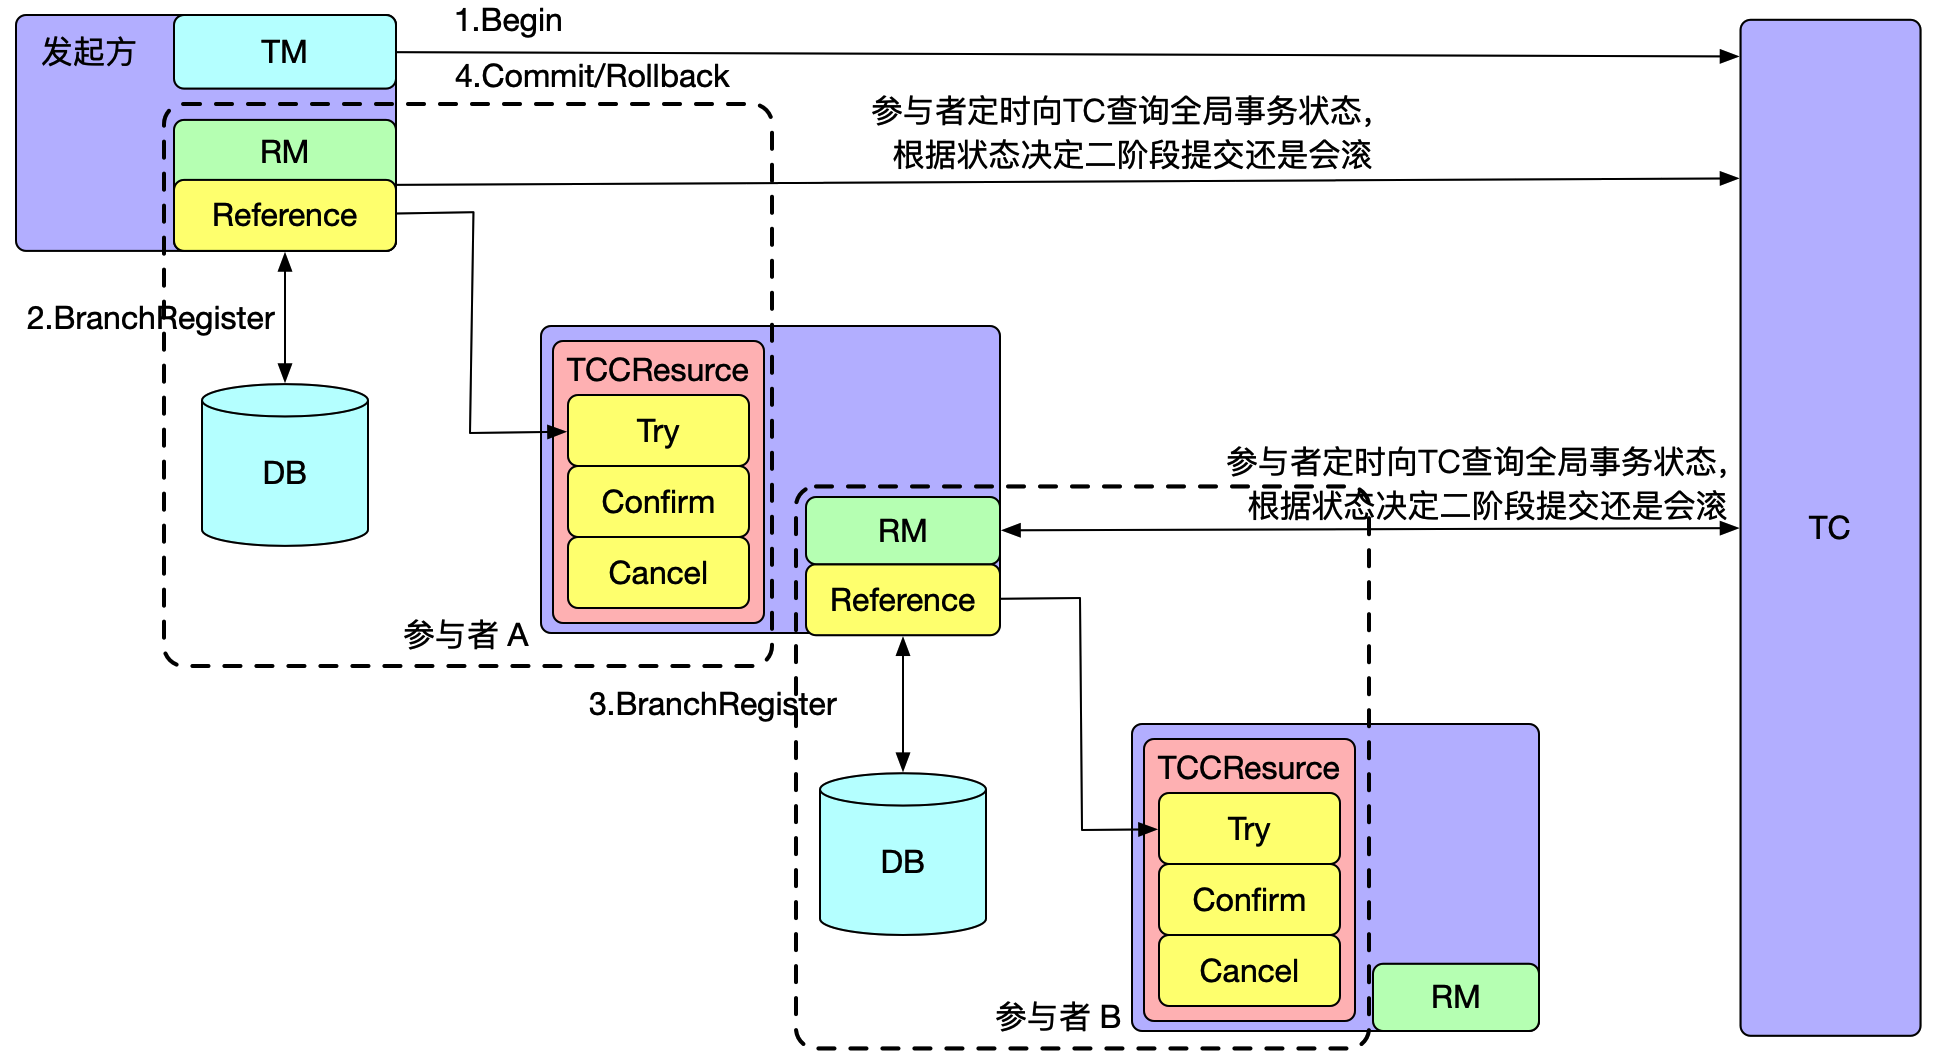 1.Begin
发起方
TM
4.Commit/Rollback
参与者定时向TC查询全局事务状态，
根据状态决定二阶段提交还是会滚
RM
Reference
2.BranchRegister
DB
TCCResurce
Try
Confirm
Cancel
参与者 A
参与者定时向TC查询全局事务状态，
根据状态决定二阶段提交还是会滚
RM
Reference
TC
3.BranchRegister
DB
TCCResurce
Try
Confirm
Cancel
RM
参与者 B